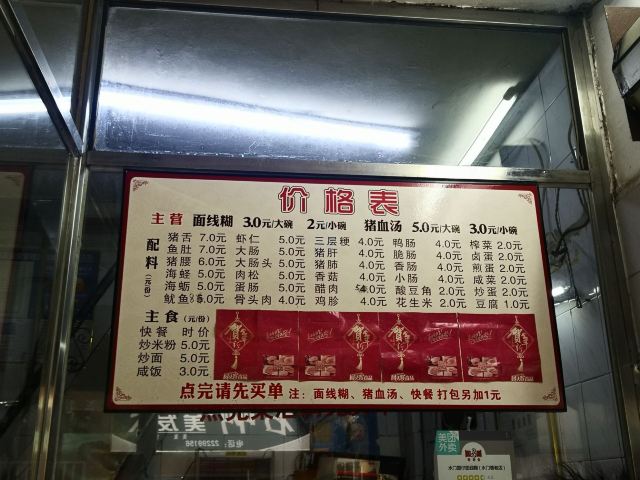 价格表
主营 面线糊 3.0元/大碗 2元/小碗 猪血汤 5.0元/大碗 3.0元/小碗
配料(元/份)
猪舌 7.0元 虾仁 5.0元 三层梗 4.0元 鸭肠 4.0元 榨菜 2.0元
鱼肚 7.0元 大肠 5.0元 猪肝 4.0元 脆肠 4.0元 卤蛋 2.0元
猪腰 6.0元 大肠头 5.0元 猪肺 4.0元 香肠 4.0元 煎蛋 2.0元
海蛏 5.0元 肉松 5.0元 香菇 4.0元 小肠 4.0元 咸菜 2.0元
海蛎 5.0元 蛋肠 5.0元 醋肉 4.0元 酸豆角 2.0元 炒蛋 2.0元
鱿鱼 5.0元 骨头肉 4.0元 鸡胗 4.0元 花生米 2.0元 豆腐 1.0元
主食(元/份)
快餐 时价
炒米粉 5.0元
炒面 5.0元
咸饭 3.0元
点完请先买单 注：面线糊、猪血汤、快餐打包另加1元
美团
外卖